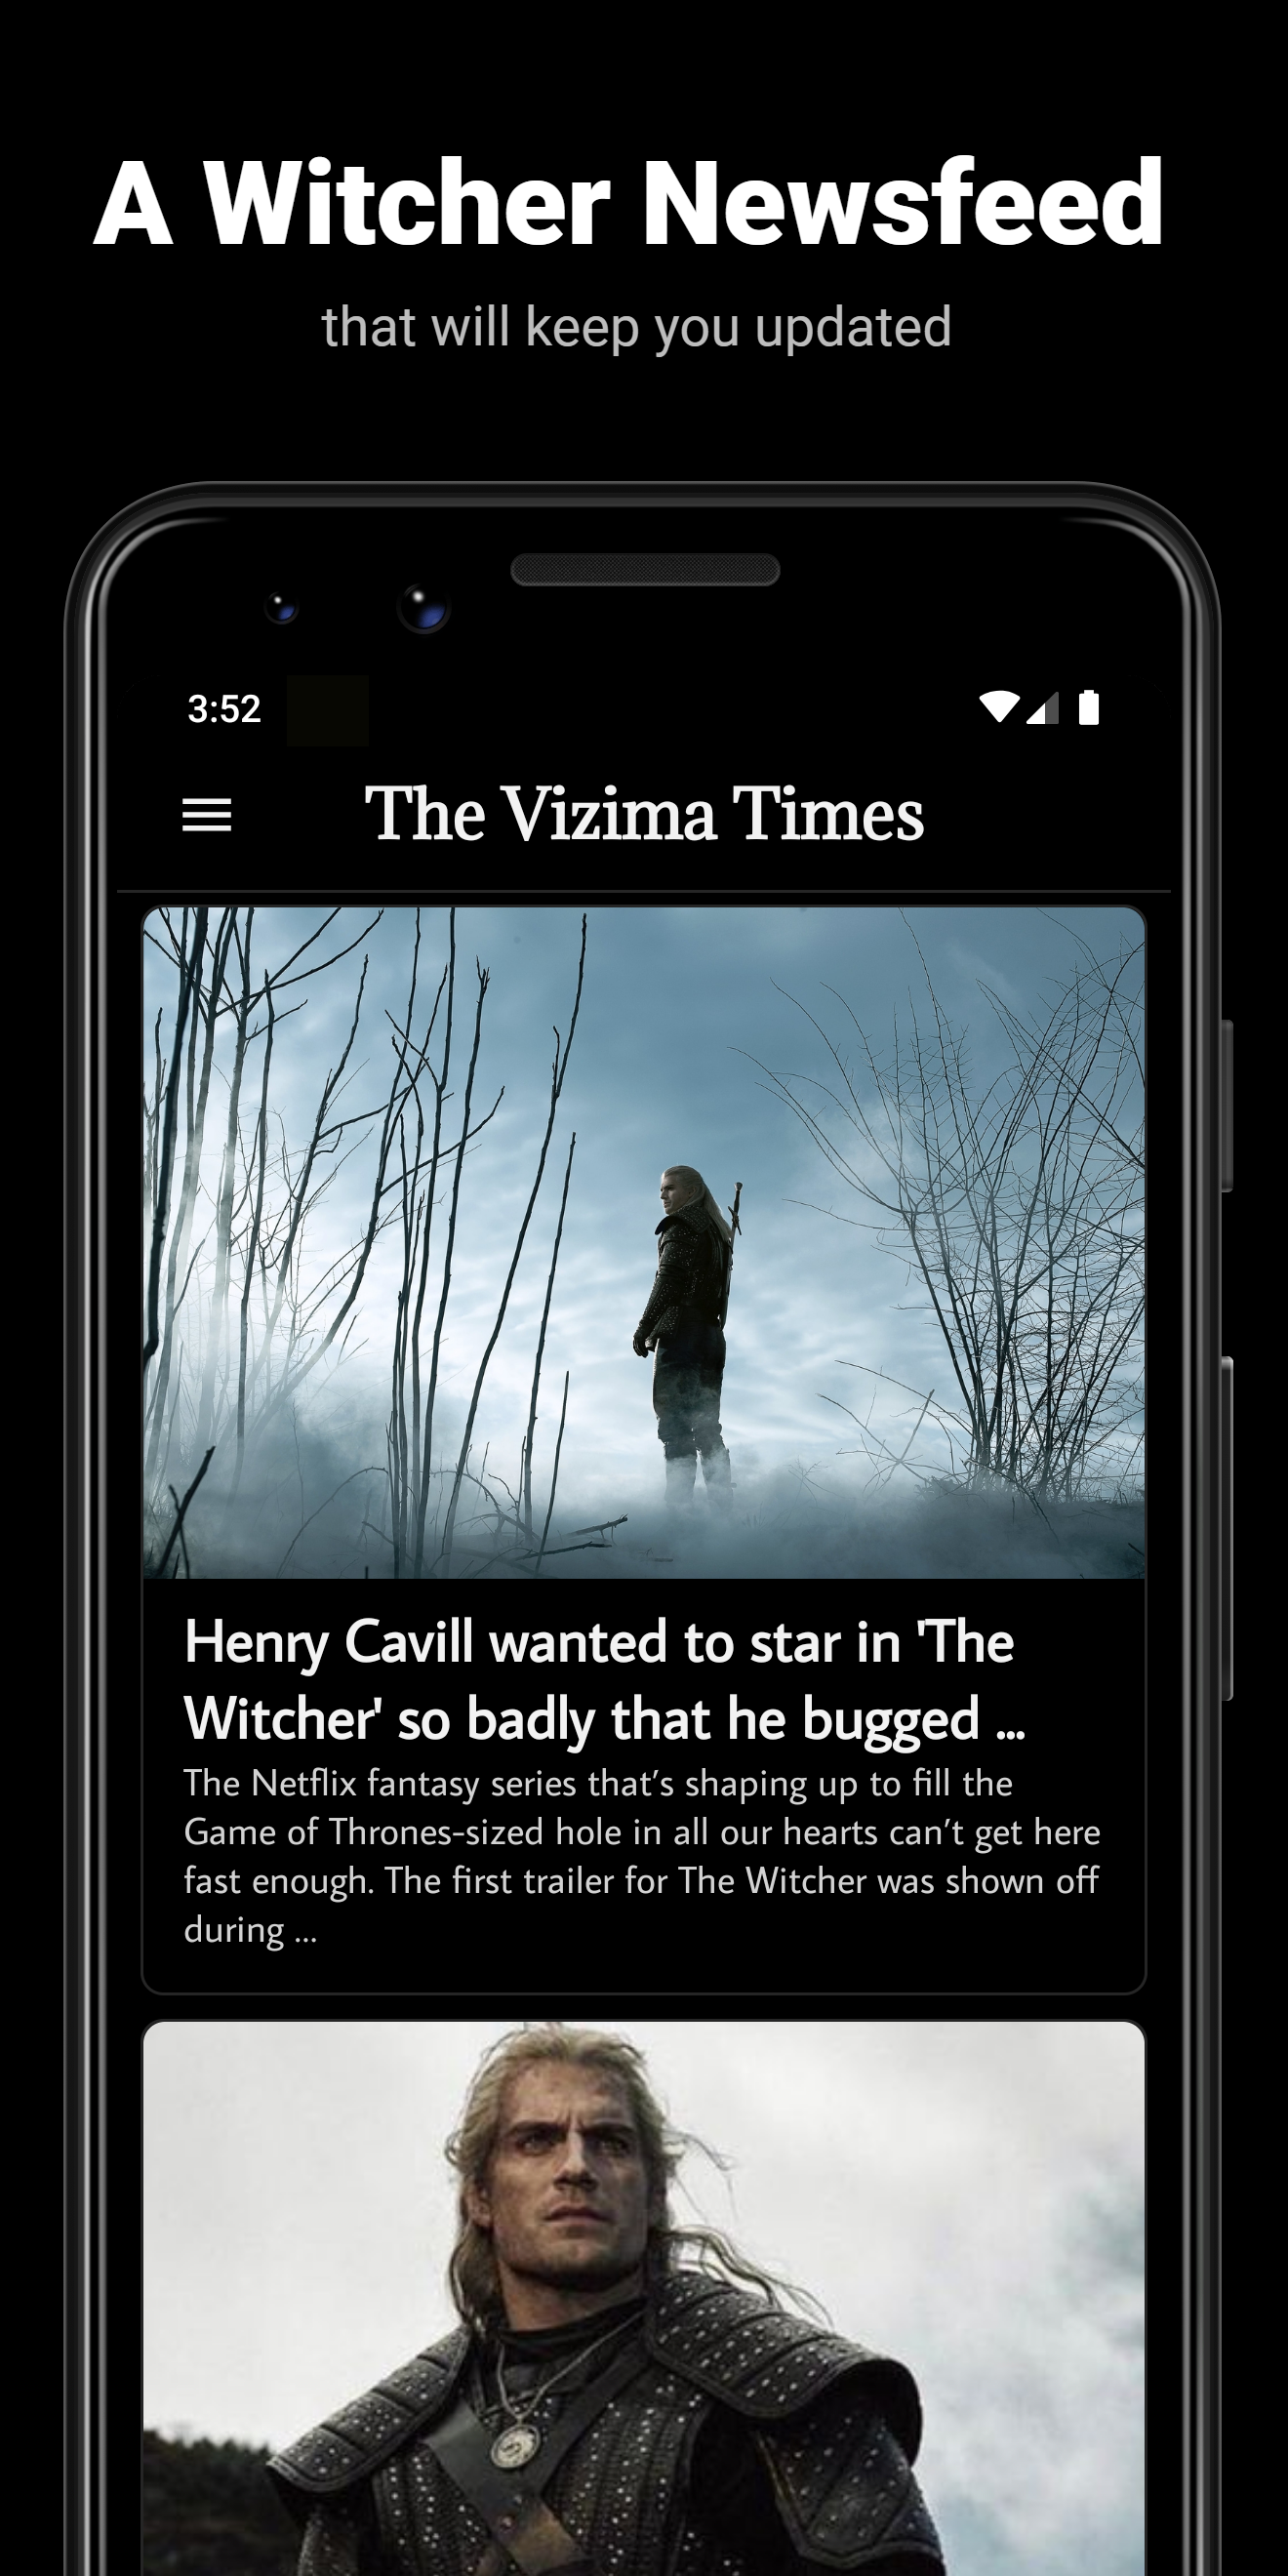 A Witcher Newsfeed
that will keep you updated
3:52
The Vizima Times
Henry Cavill wanted to star in 'The
Witcher' so badly that he bugged ...
The Netflix fantasy series that’s shaping up to fill the
Game of Thrones-sized hole in all our hearts can’t get here
fast enough. The first trailer for The Witcher was shown off
during ...